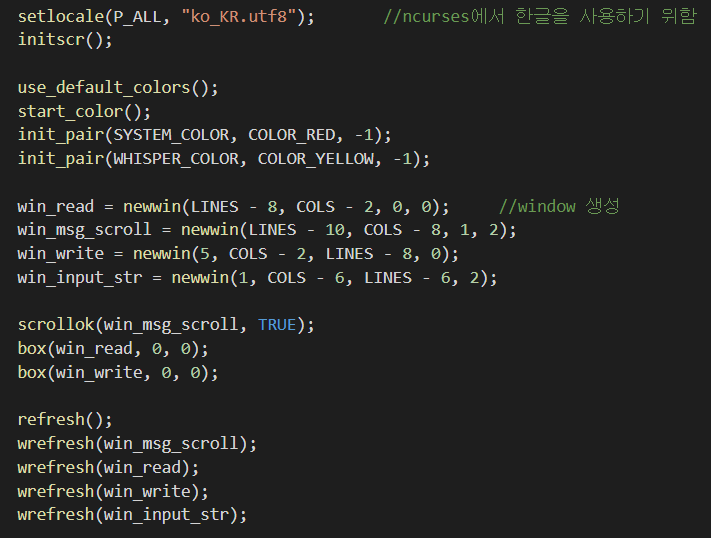 setlocale(P_ALL, "ko_KR.utf8");       //ncurses에서 한글을 사용하기 위함
initscr();
use_default_colors();
start_color();
init_pair(SYSTEM_COLOR, COLOR_RED, -1);
init_pair(WHISPER_COLOR, COLOR_YELLOW, -1);
win_read = newwin(LINES - 8, COLS - 2, 0, 0);     //window 생성
win_msg_scroll = newwin(LINES - 10, COLS - 8, 1, 2);
win_write = newwin(5, COLS - 2, LINES - 8, 0);
win_input_str = newwin(1, COLS - 6, LINES - 6, 2);
scrollok(win_msg_scroll, TRUE);
box(win_read, 0, 0);
box(win_write, 0, 0);
refresh();
wrefresh(win_msg_scroll);
wrefresh(win_read);
wrefresh(win_write);
wrefresh(win_input_str);